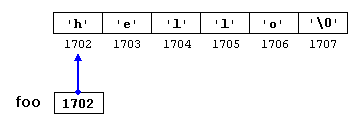 'h' 'e' 'l' 'l' 'o' '\0'
1702 1703 1704 1705 1706 1707
foo 1702